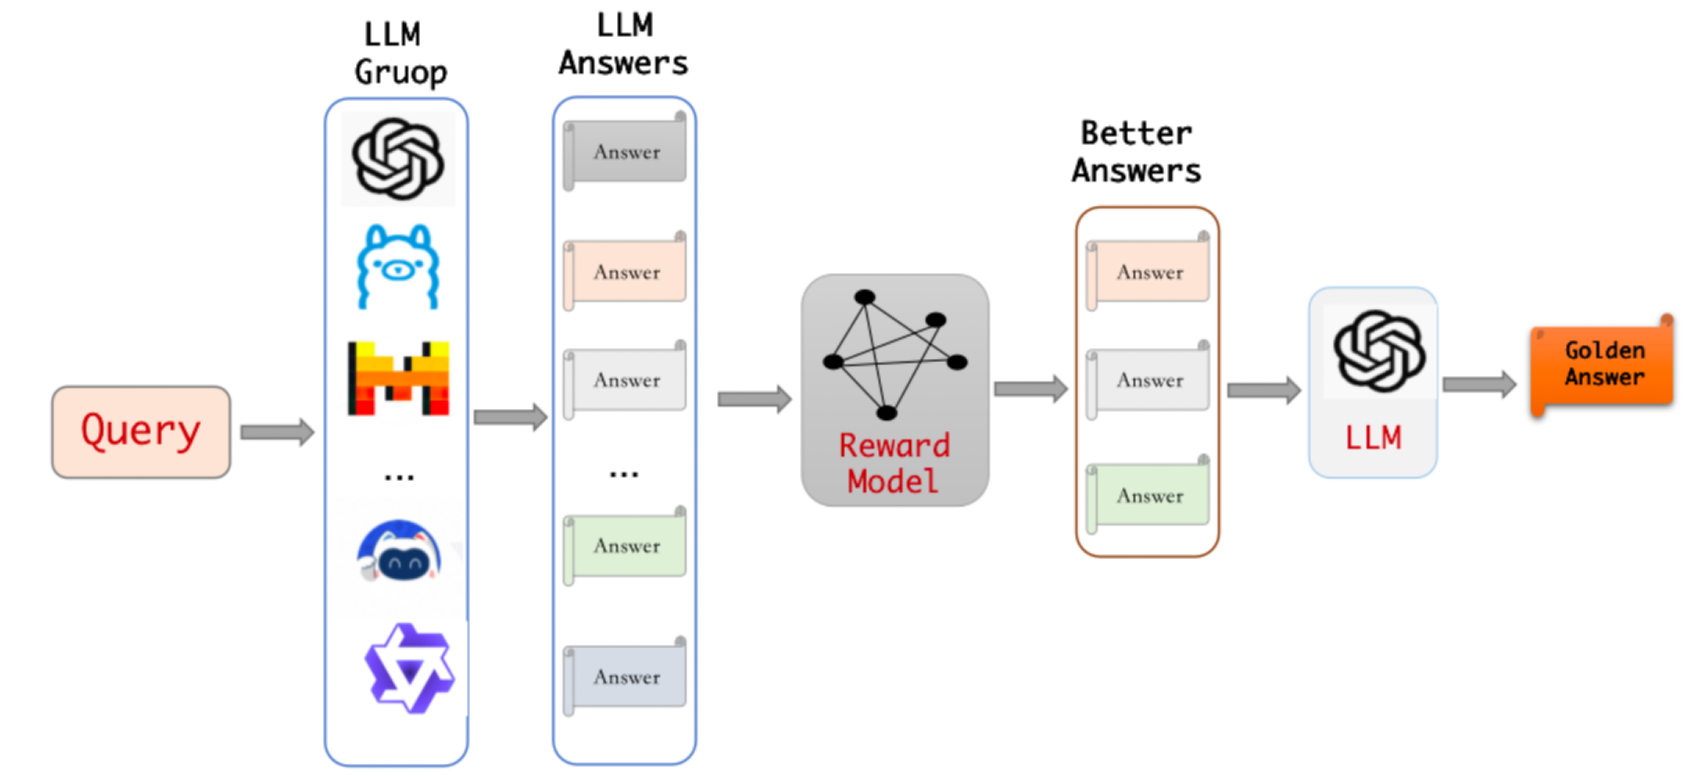 LLM
Gruop
LLM
Answers
Better
Answers
Query
...
Answer
Answer
Answer
...
Answer
Answer
Reward
Model
Answer
Answer
Answer
LLM
Golden
Answer